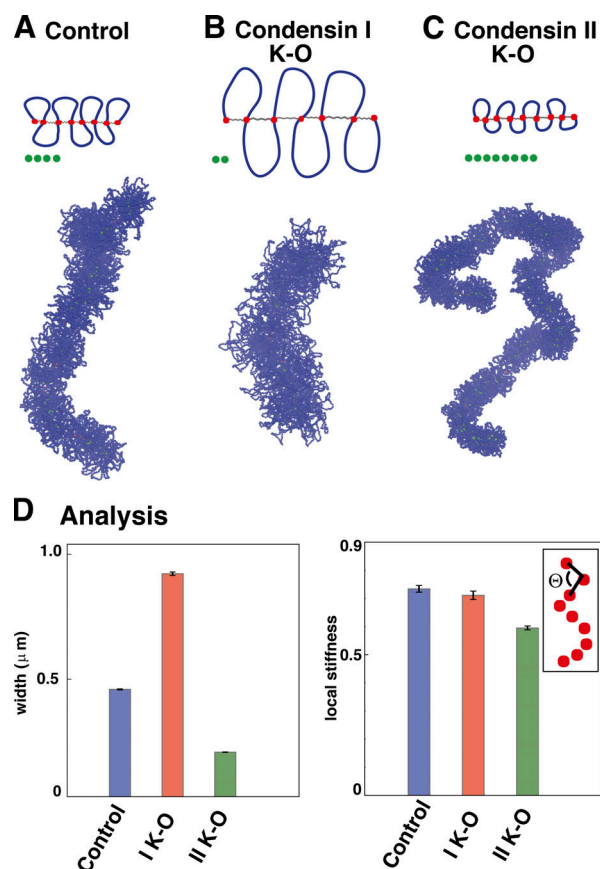 A Control
B Condensin I
K-O
C Condensin II
K-O
D Analysis
width (μ m)
1.0
0.5
0
Control
I K-O
II K-O
local stiffness
0.9
0.5
0
Θ
Control
I K-O
II K-O